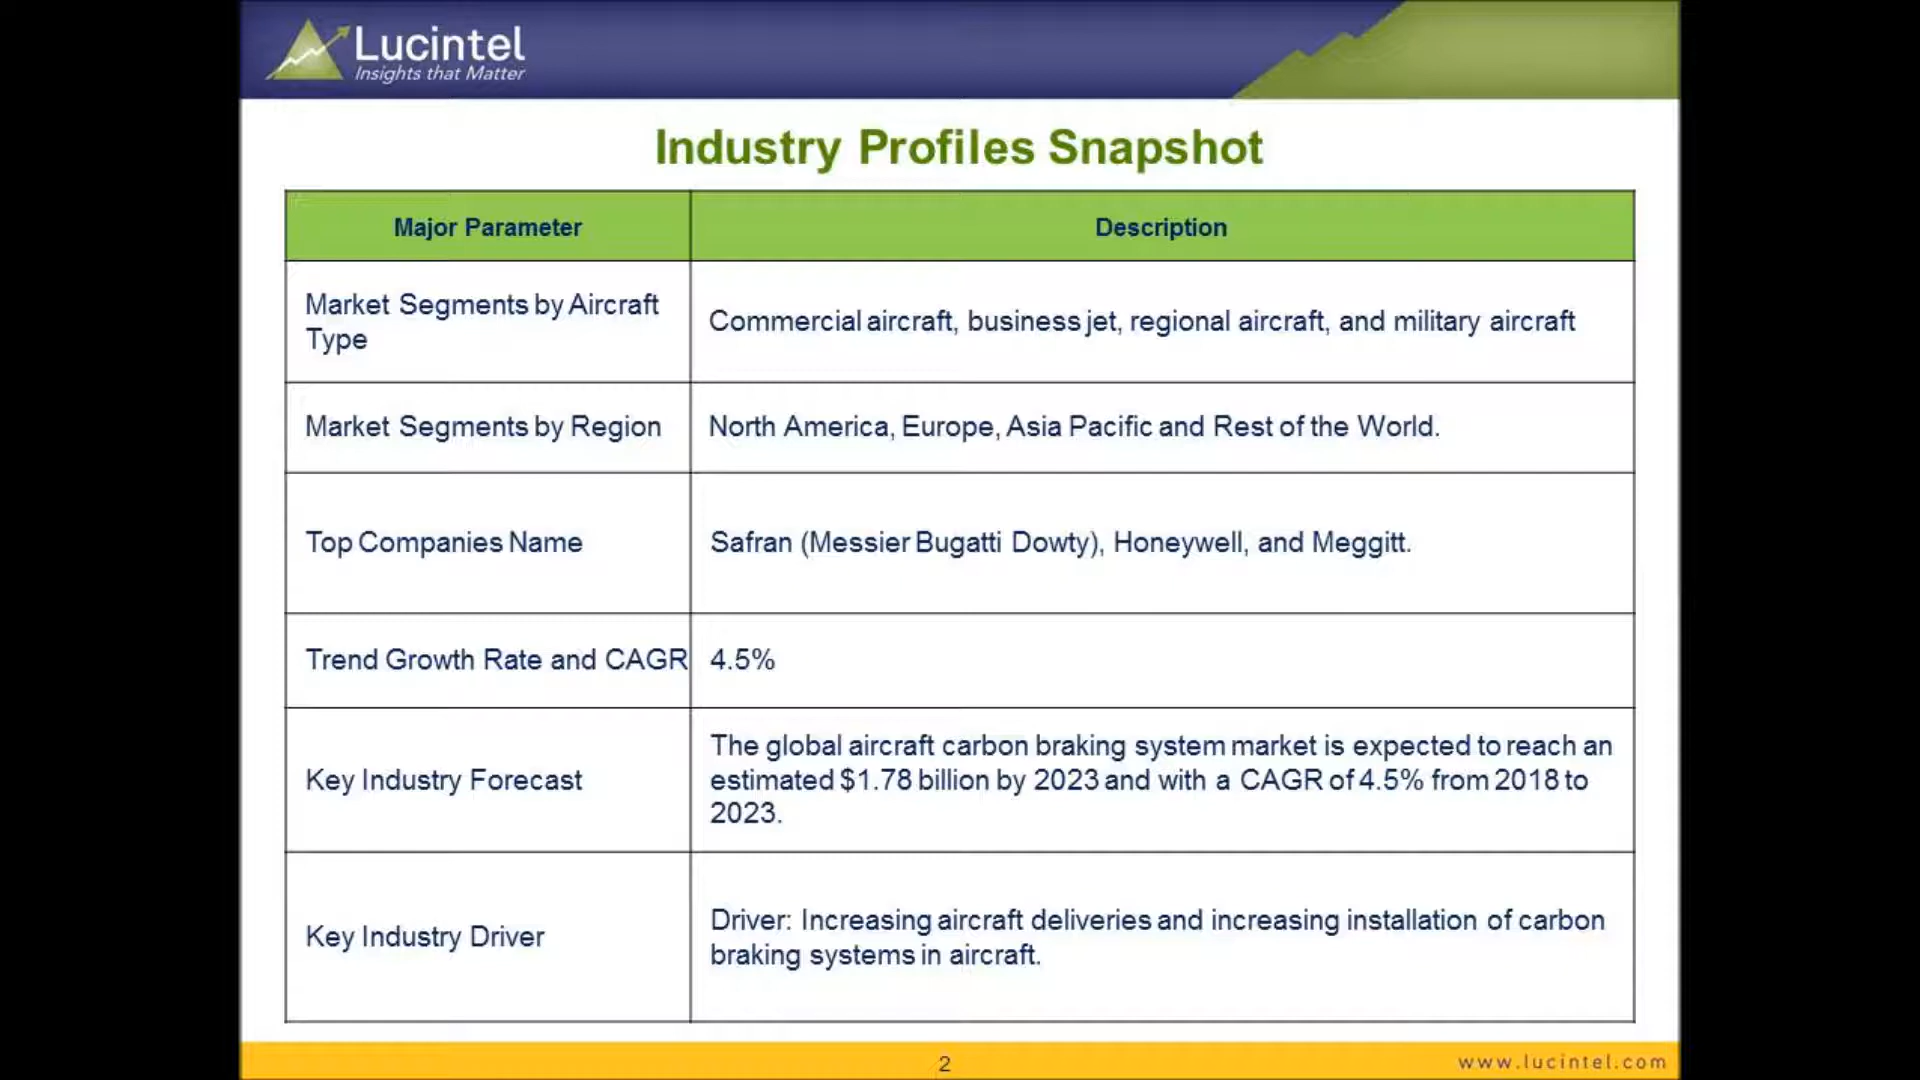 Lucintel
Insights that Matter
Industry Profiles Snapshot
Major Parameter
Description
Market Segments by Aircraft
Type
Commercial aircraft, business jet, regional aircraft, and military aircraft
Market Segments by Region
North America, Europe, Asia Pacific and Rest of the World.
Top Companies Name
Safran (Messier Bugatti Dowty), Honeywell, and Meggitt.
Trend Growth Rate and CAGR
4.5%
Key Industry Forecast
The global aircraft carbon braking system market is expected to reach an
estimated $1.78 billion by 2023 and with a CAGR of 4.5% from 2018 to
2023.
Key Industry Driver
Driver: Increasing aircraft deliveries and increasing installation of carbon
braking systems in aircraft.
2
www.lucintel.com